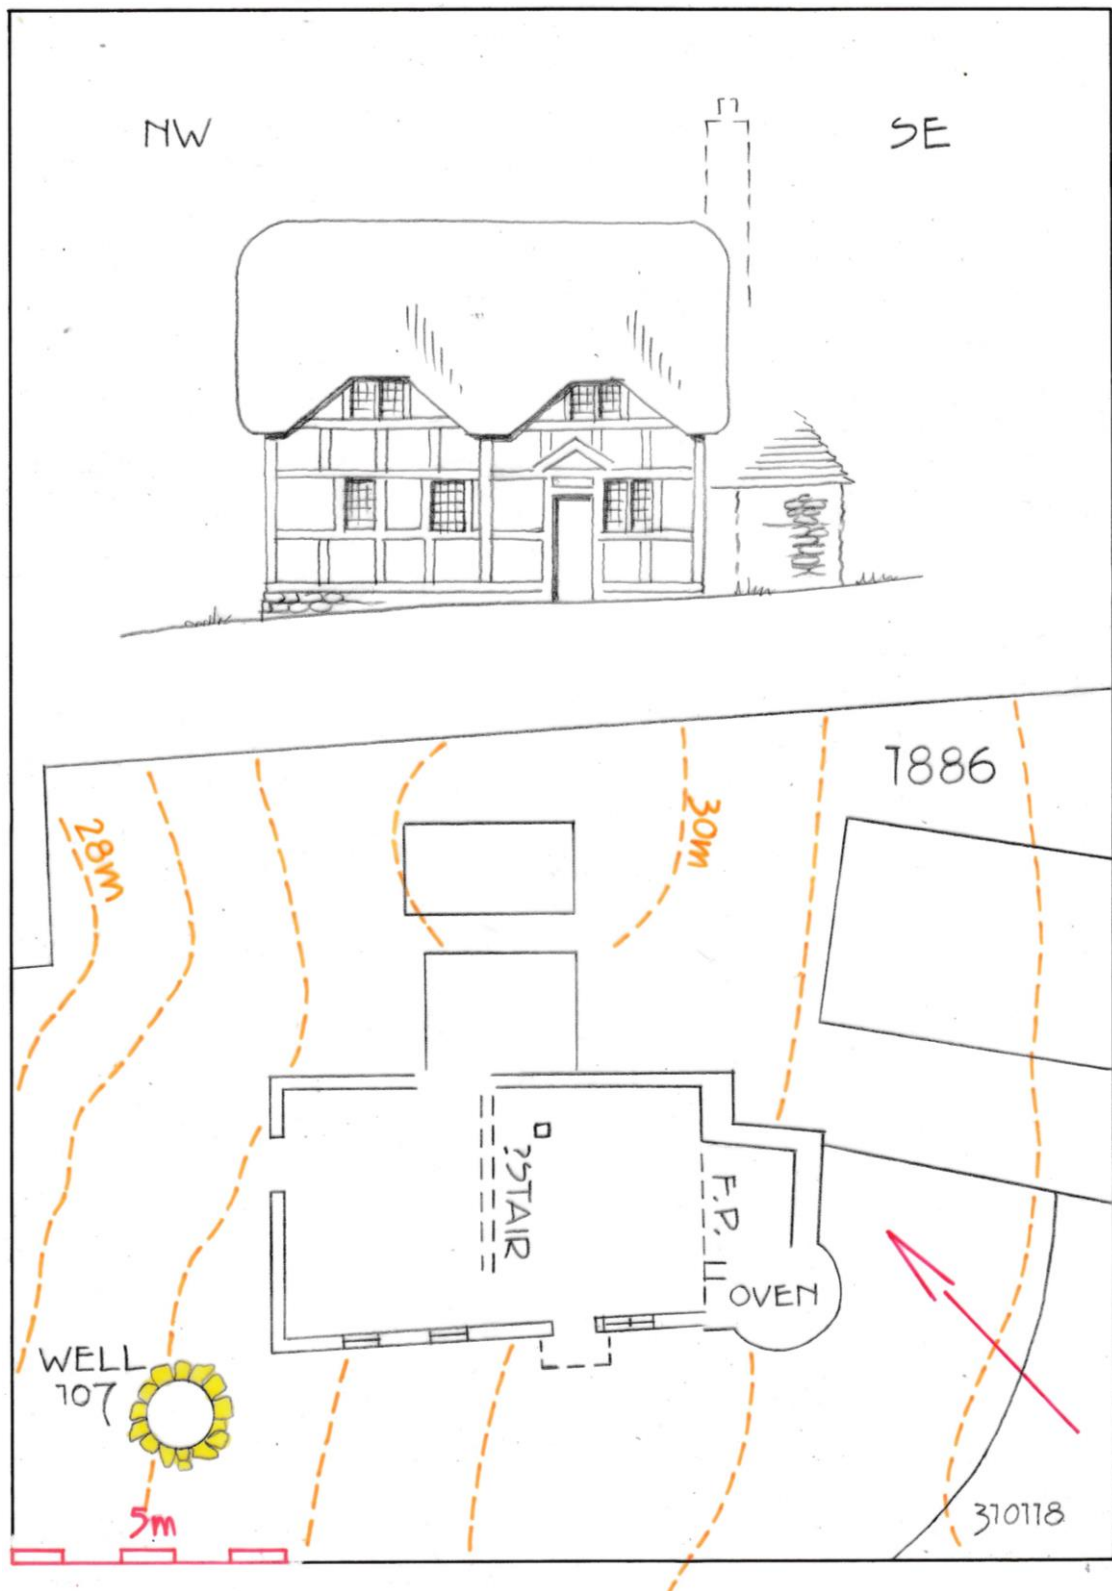 NW
SE
1886
28m
30m
?STAIR
F.P.
OVEN
WELL
107
5m
310118